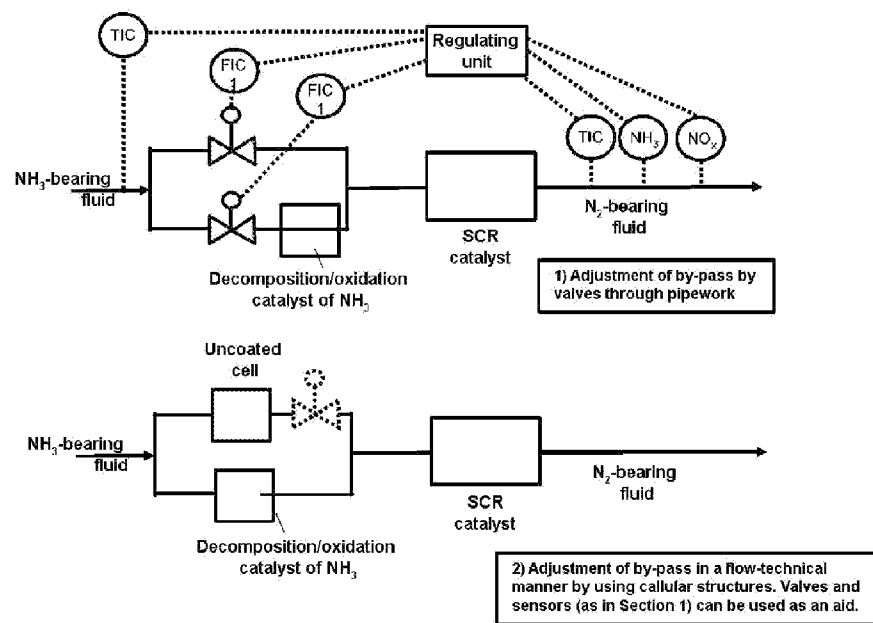 TIC
FIC
1
FIC
1
Regulating
unit
TIC
NH₃
NOₓ
NH₃-bearing
fluid
N₂-bearing
fluid
SCR
catalyst
Decomposition/oxidation
catalyst of NH₃
1) Adjustment of by-pass by
valves through pipework
Uncoated
cell
NH₃-bearing
fluid
N₂-bearing
fluid
SCR
catalyst
Decomposition/oxidation
catalyst of NH₃
2) Adjustment of by-pass in a flow-technical
manner by using callular structures. Valves and
sensors (as in Section 1) can be used as an aid.